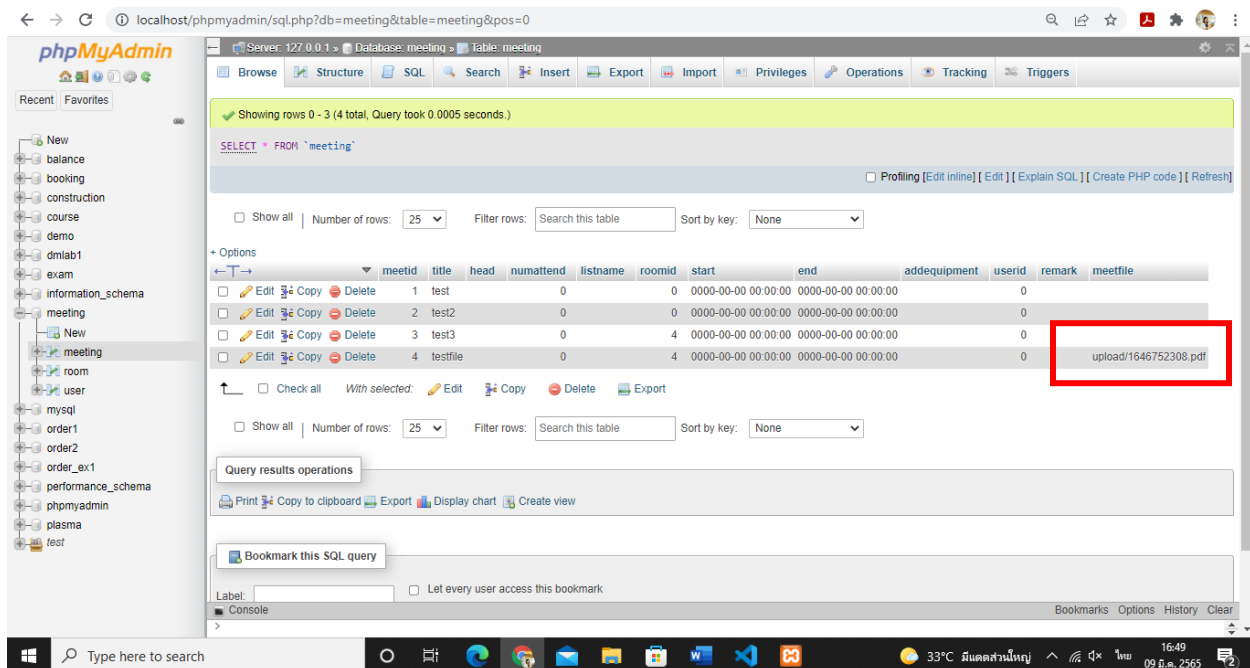 localhost/phpmyadmin/sql.php?db=meeting&table=meeting&pos=0
phpMyAdmin
Recent Favorites
New
balance
booking
construction
course
demo
dmlab1
exam
information_schema
meeting
New
meeting
room
user
mysql
order1
order2
order_ex1
performance_schema
phpmyadmin
plasma
test
Server: 127.0.0.1 » Database: meeting » Table: meeting
Browse Structure SQL Search Insert Export Import Privileges Operations Tracking Triggers
Showing rows 0 - 3 (4 total, Query took 0.0005 seconds.)
SELECT * FROM `meeting`
Profiling [Edit inline] [ Edit ] [ Explain SQL ] [ Create PHP code ] [ Refresh]
Show all | Number of rows: 25 Filter rows: Search this table Sort by key: None
+ Options
←T→ meetid title head numattend listname roomid start end addequipment userid remark meetfile
Edit Copy Delete 1 test 0 0 0000-00-00 00:00:00 0000-00-00 00:00:00 0
Edit Copy Delete 2 test2 0 0 0000-00-00 00:00:00 0000-00-00 00:00:00 0
Edit Copy Delete 3 test3 0 4 0000-00-00 00:00:00 0000-00-00 00:00:00 0
Edit Copy Delete 4 testfile 0 4 0000-00-00 00:00:00 0000-00-00 00:00:00 0 upload/1646752308.pdf
Check all With selected: Edit Copy Delete Export
Show all | Number of rows: 25 Filter rows: Search this table Sort by key: None
Query results operations
Print Copy to clipboard Export Display chart Create view
Bookmark this SQL query
Label: Let every user access this bookmark
Console Bookmarks Options History Clear
>
Type here to search 33°C มีแดดส่วนใหญ่ ไทย 16:49
09 มี.ค. 2565 2